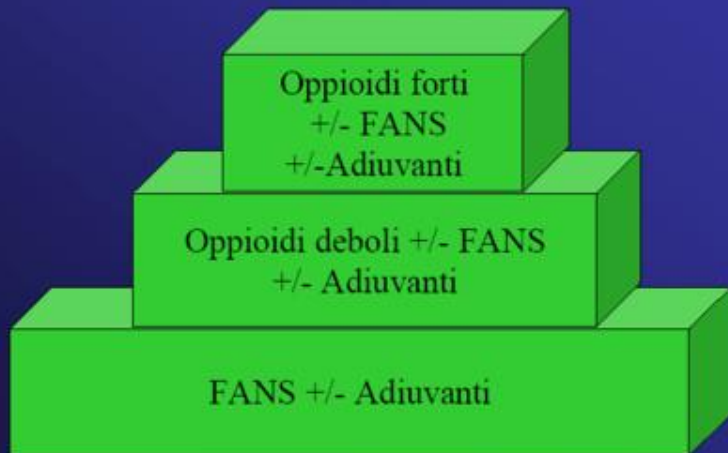 Oppioidi forti
+/- FANS
+/-Adiuvanti
Oppioidi deboli +/- FANS
+/- Adiuvanti
FANS +/- Adiuvanti